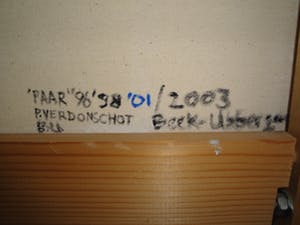 'PAAR' '96 '98 '01 / 2003
P. VERDONSCHOT Beek-Ubbergen